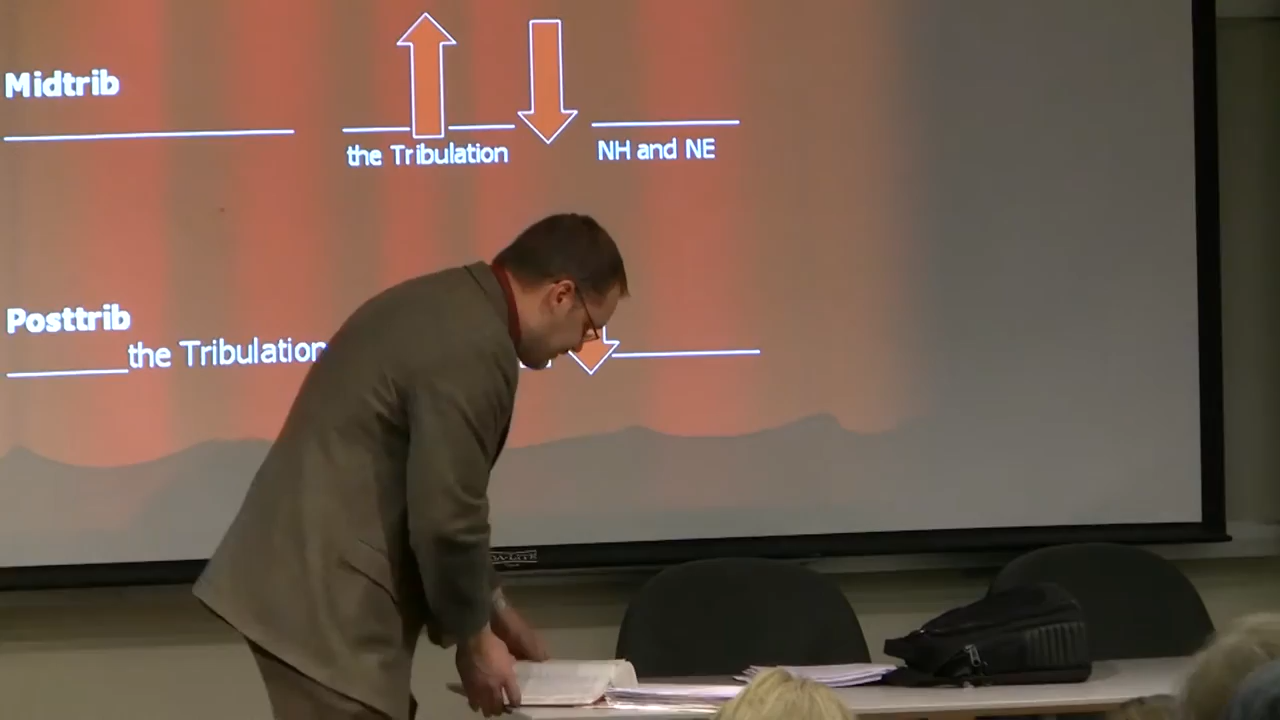 Midtrib
the Tribulation
NH and NE
Posttrib
the Tribulation